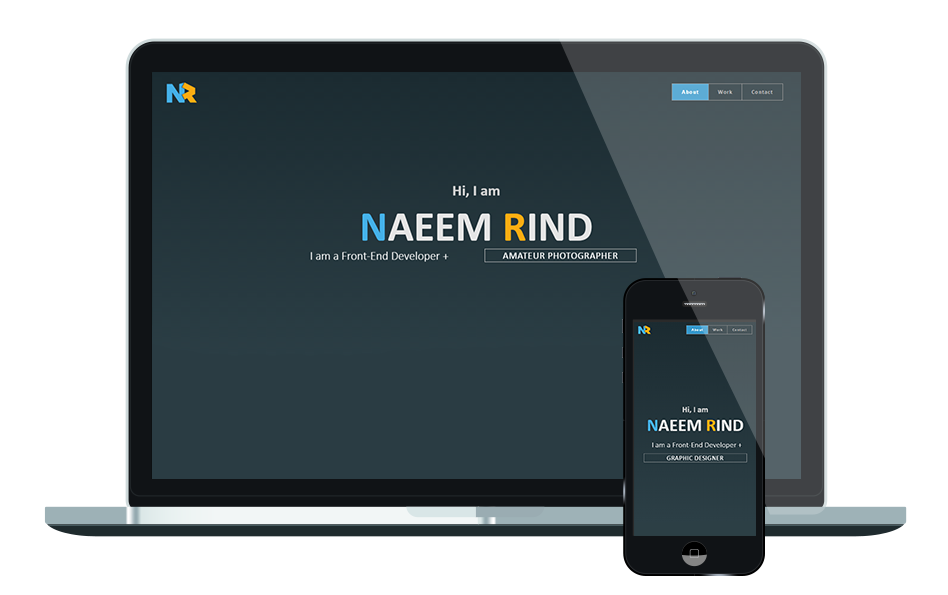 NR
About Work Contact
Hi, I am
NAEEM RIND
I am a Front-End Developer + AMATEUR PHOTOGRAPHER
NR
About Work Contact
Hi, I am
NAEEM RIND
I am a Front-End Developer +
GRAPHIC DESIGNER